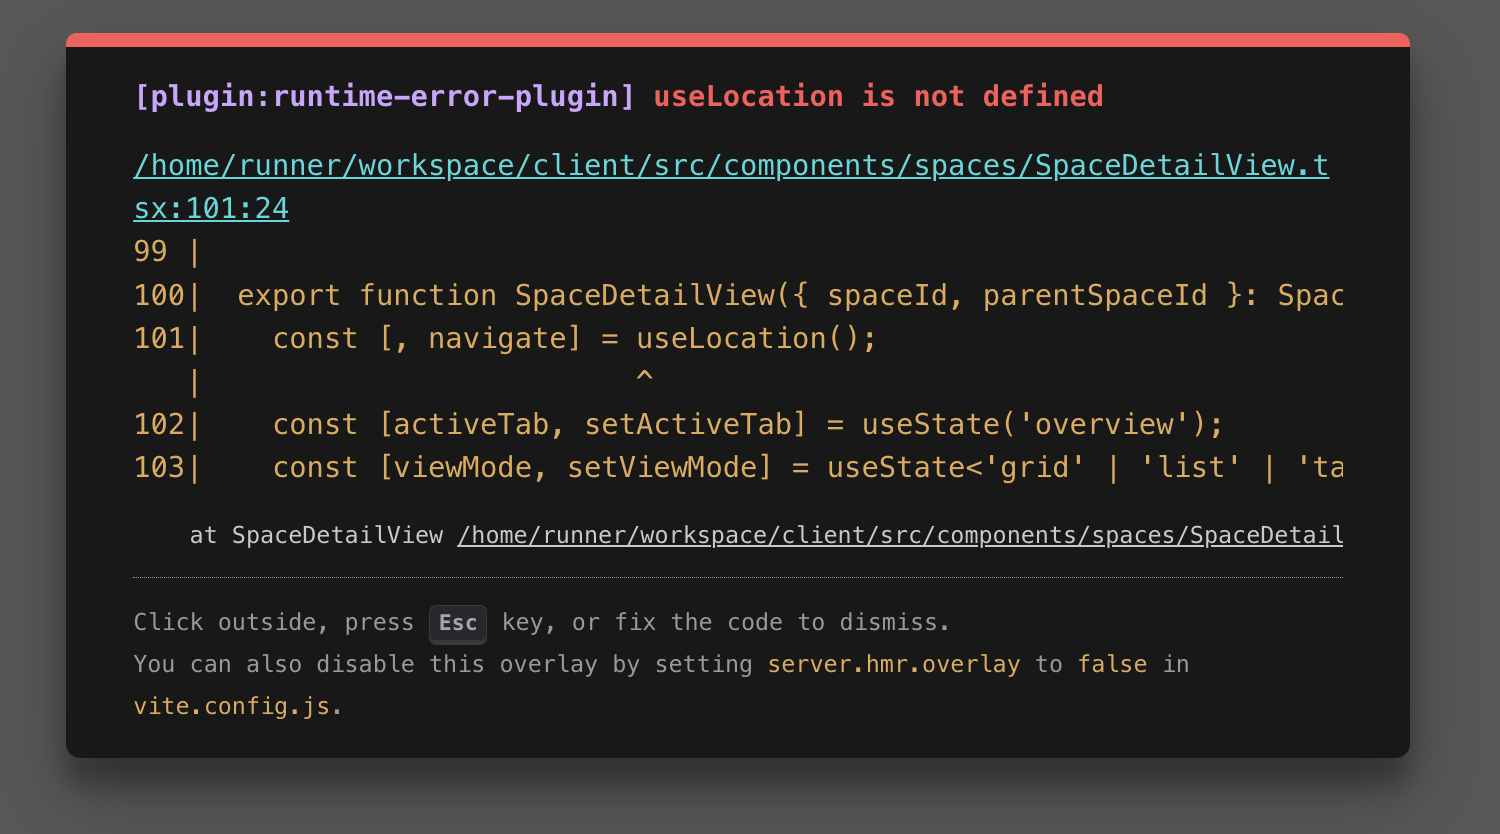 [plugin:runtime-error-plugin] useLocation is not defined
/home/runner/workspace/client/src/components/spaces/SpaceDetailView.t
sx:101:24
99 |
100|  export function SpaceDetailView({ spaceId, parentSpaceId }: Spac
101|    const [, navigate] = useLocation();
   |                         ^
102|    const [activeTab, setActiveTab] = useState('overview');
103|    const [viewMode, setViewMode] = useState<'grid' | 'list' | 'ta
at SpaceDetailView /home/runner/workspace/client/src/components/spaces/SpaceDetail
Click outside, press Esc key, or fix the code to dismiss.
You can also disable this overlay by setting server.hmr.overlay to false in
vite.config.js.